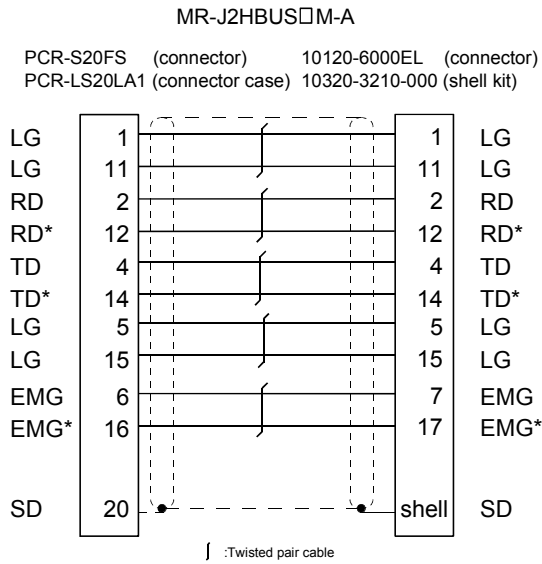 MR-J2HBUS□M-A
PCR-S20FS (connector) 10120-6000EL (connector)
PCR-LS20LA1 (connector case) 10320-3210-000 (shell kit)
LG 1 1 LG
LG 11 11 LG
RD 2 2 RD
RD* 12 12 RD*
TD 4 4 TD
TD* 14 14 TD*
LG 5 5 LG
LG 15 15 LG
EMG 6 7 EMG
EMG* 16 17 EMG*
SD 20 shell SD
:Twisted pair cable